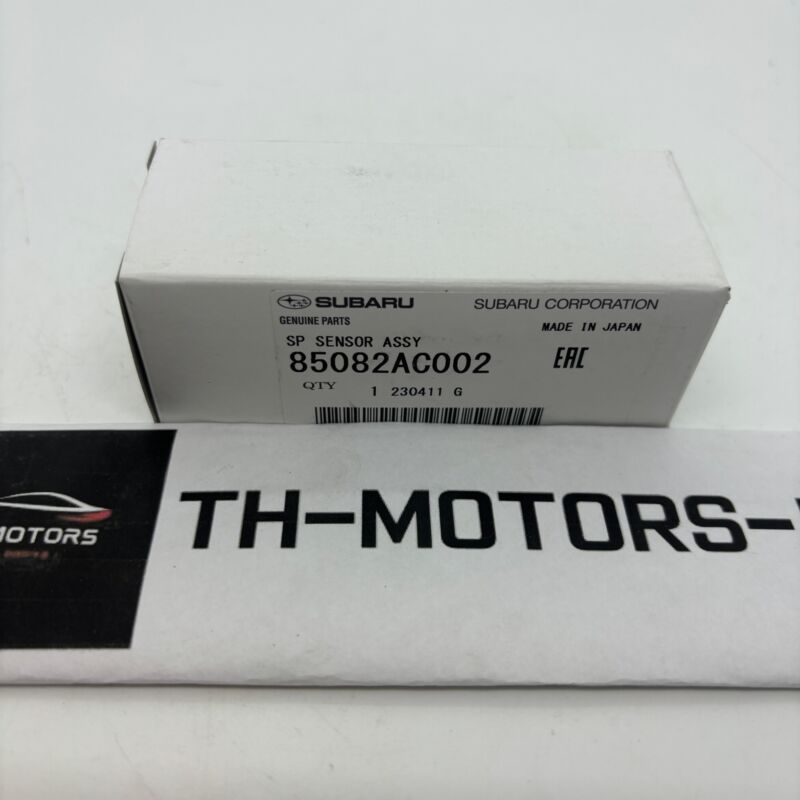 SUBARU
SUBARU CORPORATION
GENUINE PARTS
MADE IN JAPAN
SP SENSOR ASSY
85082AC002
EAC
QTY
1 230411 G
MOTORS
TH-MOTORS-